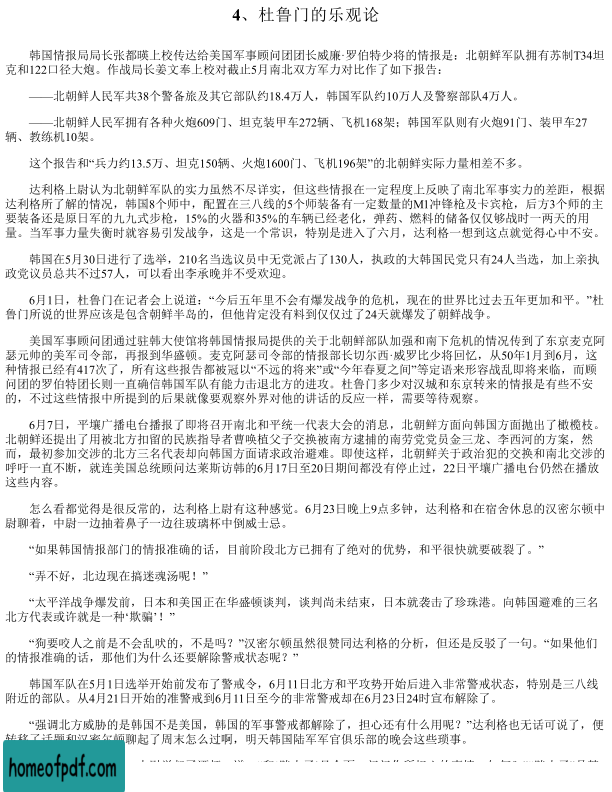 4、杜鲁门的乐观论
韩国情报局局长张都暎上校传达给美国军事顾问团团长威廉·罗伯特少将的情报是：北朝鲜军队拥有苏制T34坦
克和122口径大炮。作战局长姜文奉上校对截止5月南北双方军力对比作了如下报告：
——北朝鲜人民军共38个警备旅及其它部队约18.4万人，韩国军队约10万人及警察部队4万人。
——北朝鲜人民军拥有各种火炮609门、坦克装甲车272辆、飞机168架；韩国军队则有火炮91门、装甲车27
辆、教练机10架。
这个报告和“兵力约13.5万、坦克150辆、火炮1600门、飞机196架”的北朝鲜实际力量相差不多。
达利格上尉认为北朝鲜军队的实力虽然不尽详实，但这些情报在一定程度上反映了南北军事实力的差距，根据
达利格所了解的情况，韩国8个师中，配置在三八线的5个师装备有一定数量的M1冲锋枪及卡宾枪，后方3个师的主
要装备还是原日军的九九式步枪，15%的火器和35%的车辆已经老化，弹药、燃料的储备仅仅够战时一两天的用
量。当军事力量失衡时就容易引发战争，这是一个常识，特别是进入了六月，达利格一想到这点就觉得心中不安。
韩国在5月30日进行了选举，210名当选议员中无党派占了130人，执政的大韩国民党只有24人当选，加上亲执
政党议员总共不过57人，可以看出李承晚并不受欢迎。
6月1日，杜鲁门在记者会上说道：“今后五年里不会有爆发战争的危机，现在的世界比过去五年更加和平。”杜
鲁门所说的世界应该是包含朝鲜半岛的，但他肯定没有料到仅仅过了24天就爆发了朝鲜战争。
美国军事顾问团通过驻韩大使馆将韩国情报局提供的关于北朝鲜部队加强和南下危机的情况传到了东京麦克阿
瑟元帅的美军司令部，再报到华盛顿。麦克阿瑟司令部的情报部长切尔西·威罗比少将回忆，从50年1月到6月，这
种情报已经有417次了，所有这些报告都被冠以“不远的将来”或“今年春夏之间”等定语来形容战乱即将来临，而顾
问团的罗伯特团长则一直确信韩国军队有能力击退北方的进攻。杜鲁门多少对汉城和东京转来的情报是有些不安
的，不过这些情报中所提到的后果就像要观察外界对他的讲话的反应一样，需要等待观察。
6月7日，平壤广播电台播报了即将召开南北和平统一代表大会的消息，北朝鲜方面向韩国方面抛出了橄榄枝。
北朝鲜还提出了用被北方扣留的民族指导者曹唤植父子交换被南方逮捕的南劳党党员金三龙、李西河的方案，然
而，最初参加交涉的北方三名代表却向韩国方面请求政治避难。即使这样，北朝鲜关于政治犯的交换和南北交涉的
呼吁一直不断，就连美国总统顾问达莱斯访韩的6月17日至20日期间都没有停止过，22日平壤广播电台仍然在播放
这些内容。
怎么看都觉得是很反常的，达利格上尉有这种感觉。6月23日晚上9点多钟，达利格和在宿舍休息的汉密尔顿中
尉聊着，中尉一边抽着鼻子一边往玻璃杯中倒威士忌。
“如果韩国情报部门的情报准确的话，目前阶段北方已拥有了绝对的优势，和平很快就要破裂了。”
“弄不好，北边现在搞迷魂汤呢！”
“太平洋战争爆发前，日本和美国正在华盛顿谈判，谈判尚未结束，日本就袭击了珍珠港。向韩国避难的三名
北方代表或许就是一种‘欺骗’！”
“狗要咬人之前是不会乱吠的，不是吗？”汉密尔顿虽然很赞同达利格的分析，但还是反驳了一句。“如果他们
的情报准确的话，那他们为什么还要解除警戒状态呢？”
韩国军队在5月1日选举开始前发布了警戒令，6月11日北方和平攻势开始后进入非常警戒状态，特别是三八线
附近的部队。从4月21日开始的准警戒到6月11日至今的非常警戒却在6月23日24时宣布解除了。
“强调北方威胁的是韩国不是美国，韩国的军事警戒都解除了，担心还有什么用呢？”达利格也无话可说了，便
转移了话题和汉密尔顿聊起了周末怎么过啊，明天韩国陆军军官俱乐部的晚会这些琐事。
homeofpdf.com